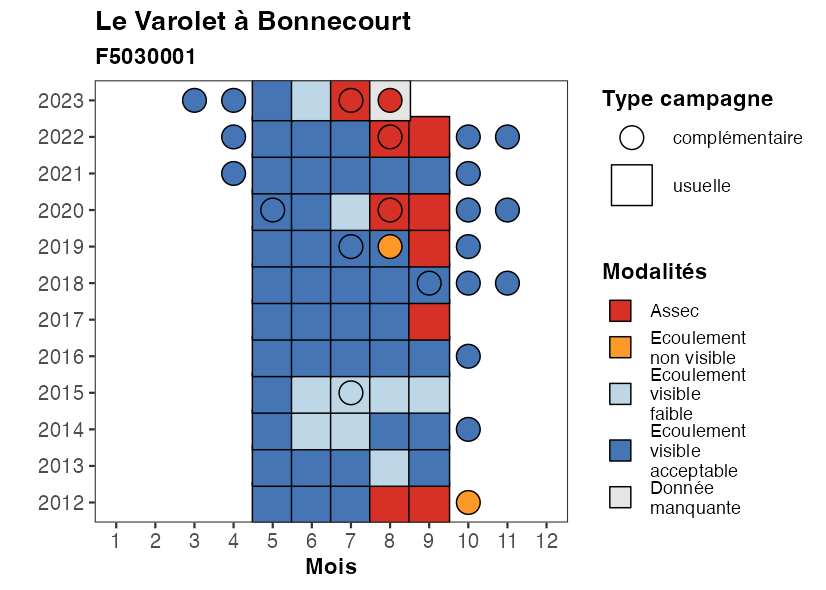 Le Varolet à Bonnecourt
F5030001
2023
2022
2021
2020
2019
2018
2017
2016
2015
2014
2013
2012
1 2 3 4 5 6 7 8 9 10 11 12
Mois
Type campagne
complémentaire
usuelle
Modalités
Assec
Ecoulement
non visible
Ecoulement
visible
faible
Ecoulement
visible
acceptable
Donnée
manquante